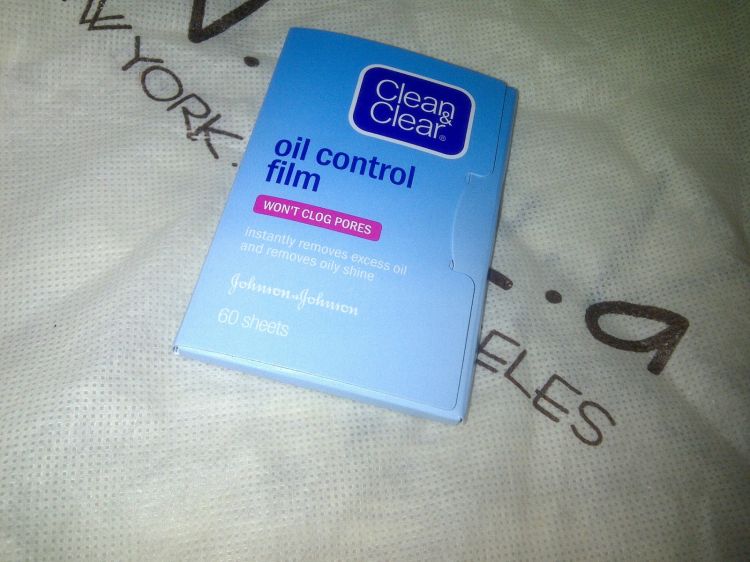 YORK.
Clean
&
Clear®
oil control
film
WON'T CLOG PORES
instantly removes excess oil
and removes oily shine
Johnson & Johnson
60 sheets
.a
ELES